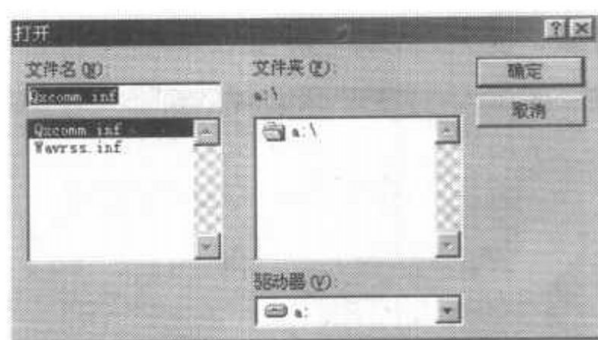 打开
文件名(N)
Qxcomm.inf
Qxcomm.inf
Wavrss.inf
文件夹(F):
a:\
a:\
驱动器(V):
a:
确定
取消